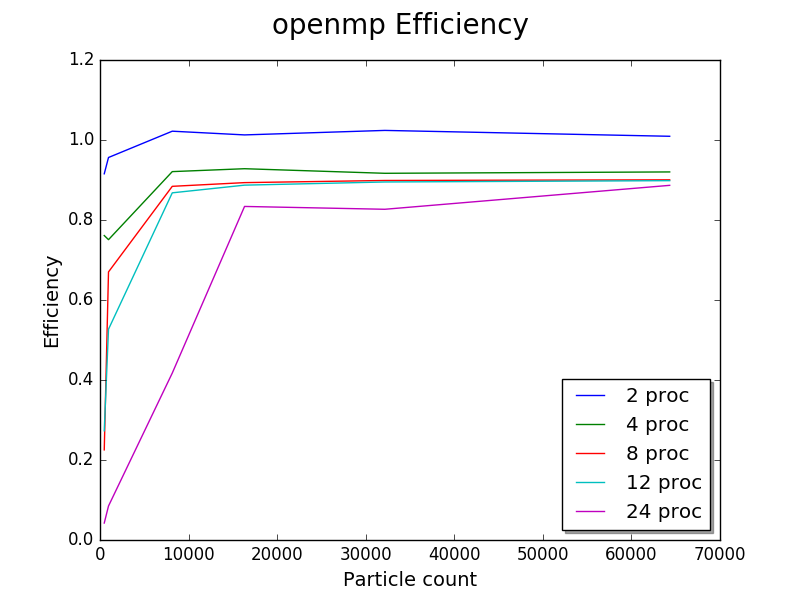 openmp Efficiency
1.2
1.0
0.8
0.6
0.4
0.2
0.0
Efficiency
2 proc
4 proc
8 proc
12 proc
24 proc
0 10000 20000 30000 40000 50000 60000 70000
Particle count